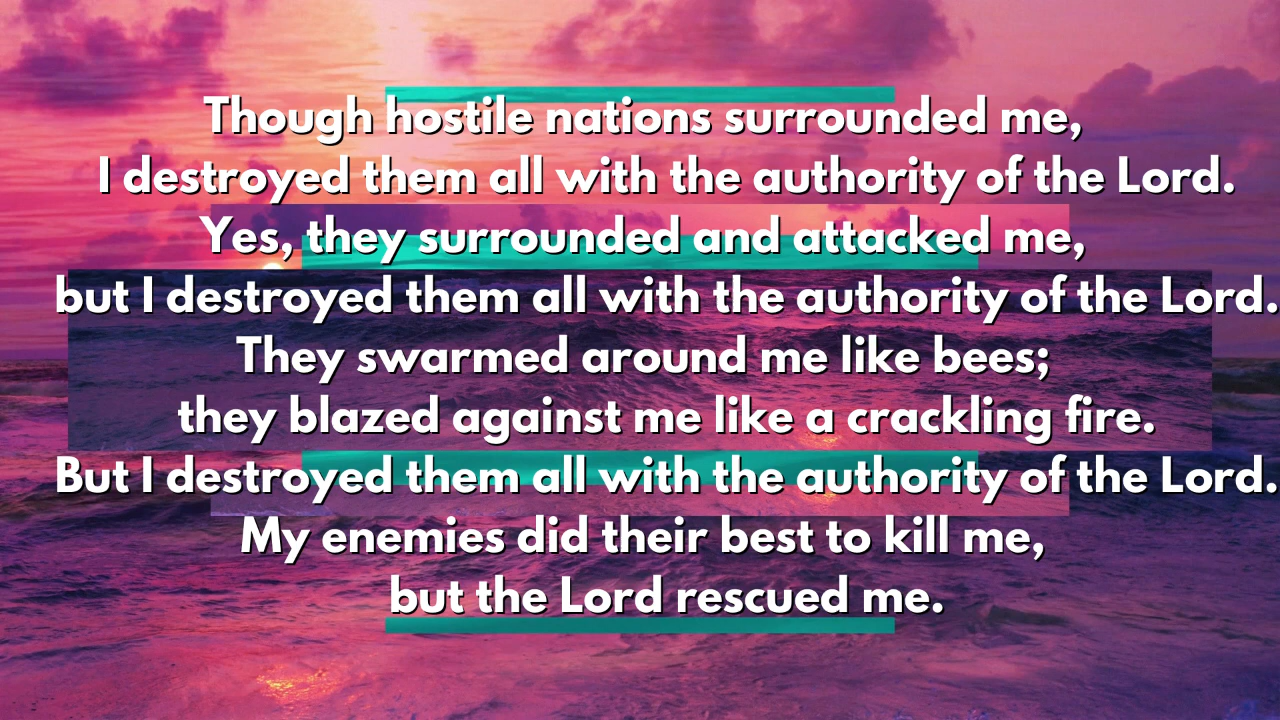 Though hostile nations surrounded me,
I destroyed them all with the authority of the Lord.
Yes, they surrounded and attacked me,
but I destroyed them all with the authority of the Lord.
They swarmed around me like bees;
they blazed against me like a crackling fire.
But I destroyed them all with the authority of the Lord.
My enemies did their best to kill me,
but the Lord rescued me.